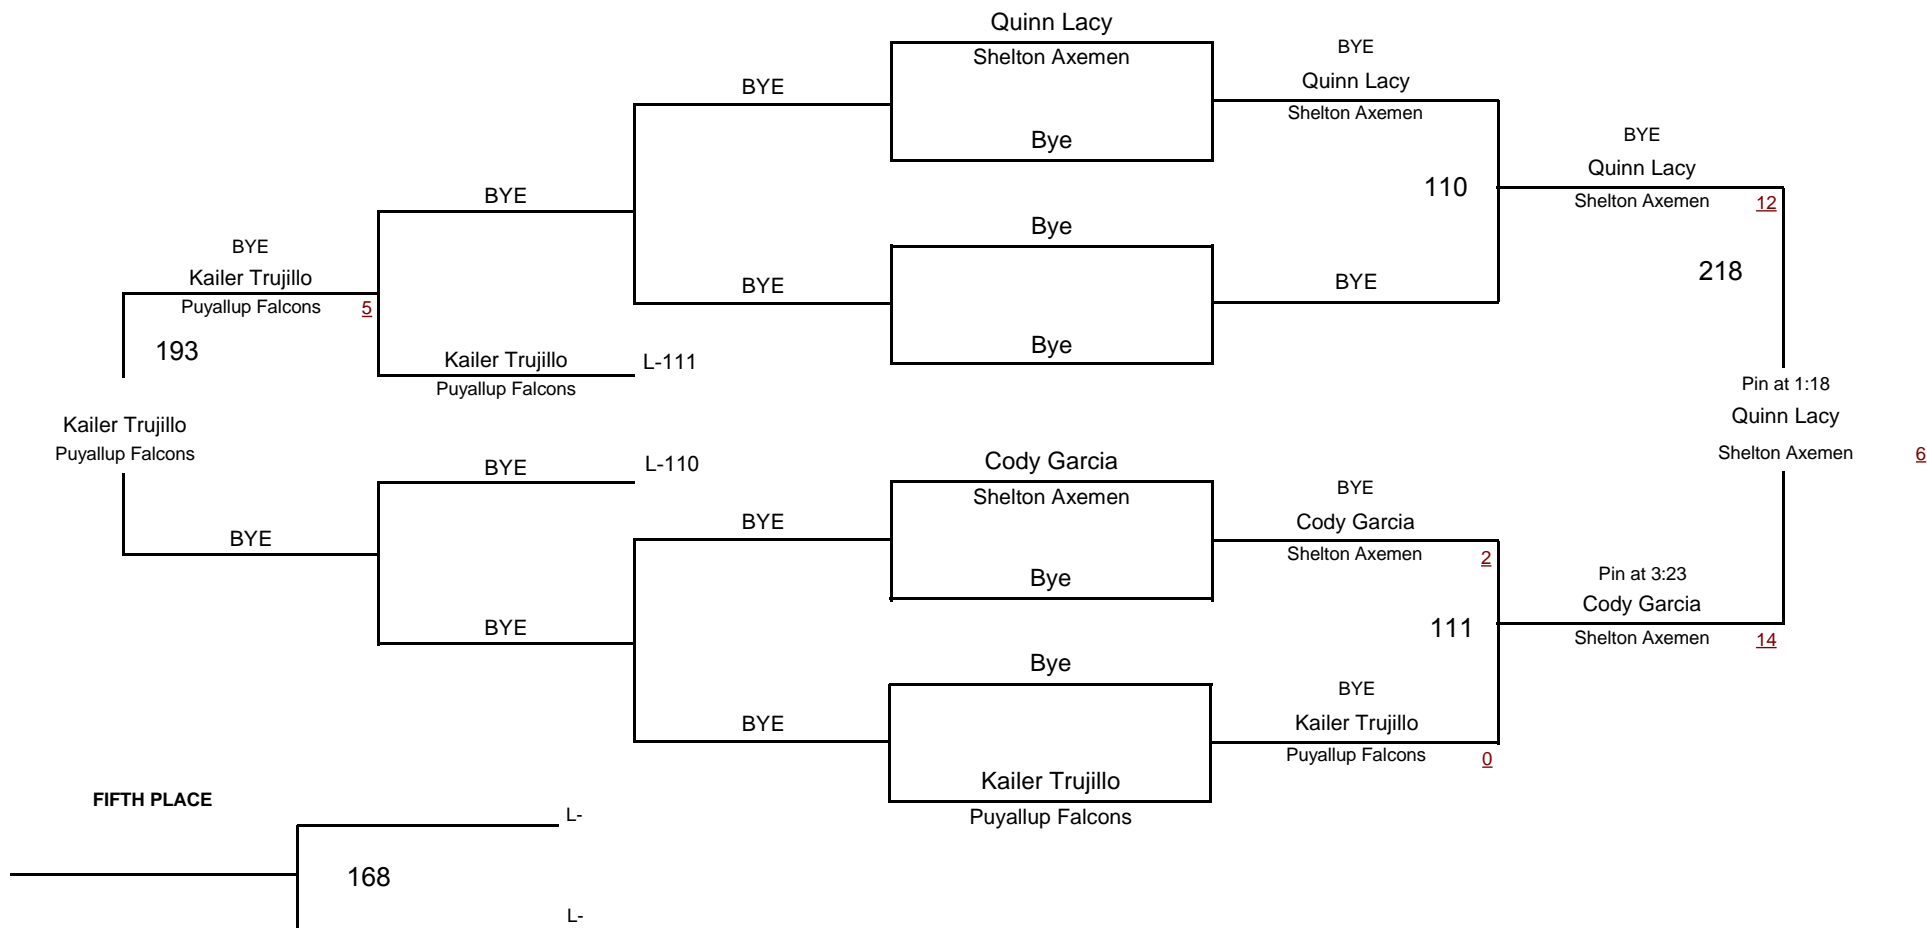 Quinn Lacy
Shelton Axemen
Bye
BYE
Quinn Lacy
Shelton Axemen
BYE
BYE
Quinn Lacy
Shelton Axemen 12
110
BYE
BYE
Kailer Trujillo
Puyallup Falcons 5
193
Bye
BYE
Bye
BYE
218
Kailer Trujillo L-111
Puyallup Falcons
Pin at 1:18
Quinn Lacy
Shelton Axemen 6
Kailer Trujillo
Puyallup Falcons
BYE L-110
Cody Garcia
Shelton Axemen
BYE
Cody Garcia
Shelton Axemen 2
BYE
BYE
Bye
Pin at 3:23
Cody Garcia
Shelton Axemen 14
111
BYE
Bye
BYE
Kailer Trujillo
Puyallup Falcons 0
BYE
Kailer Trujillo
Puyallup Falcons
FIFTH PLACE
L-
168
L-